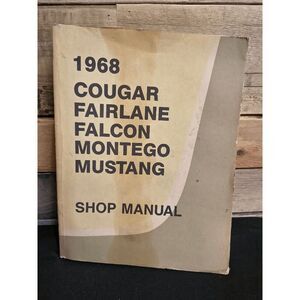 1968
COUGAR
FAIRLANE
FALCON
MONTEGO
MUSTANG
SHOP MANUAL